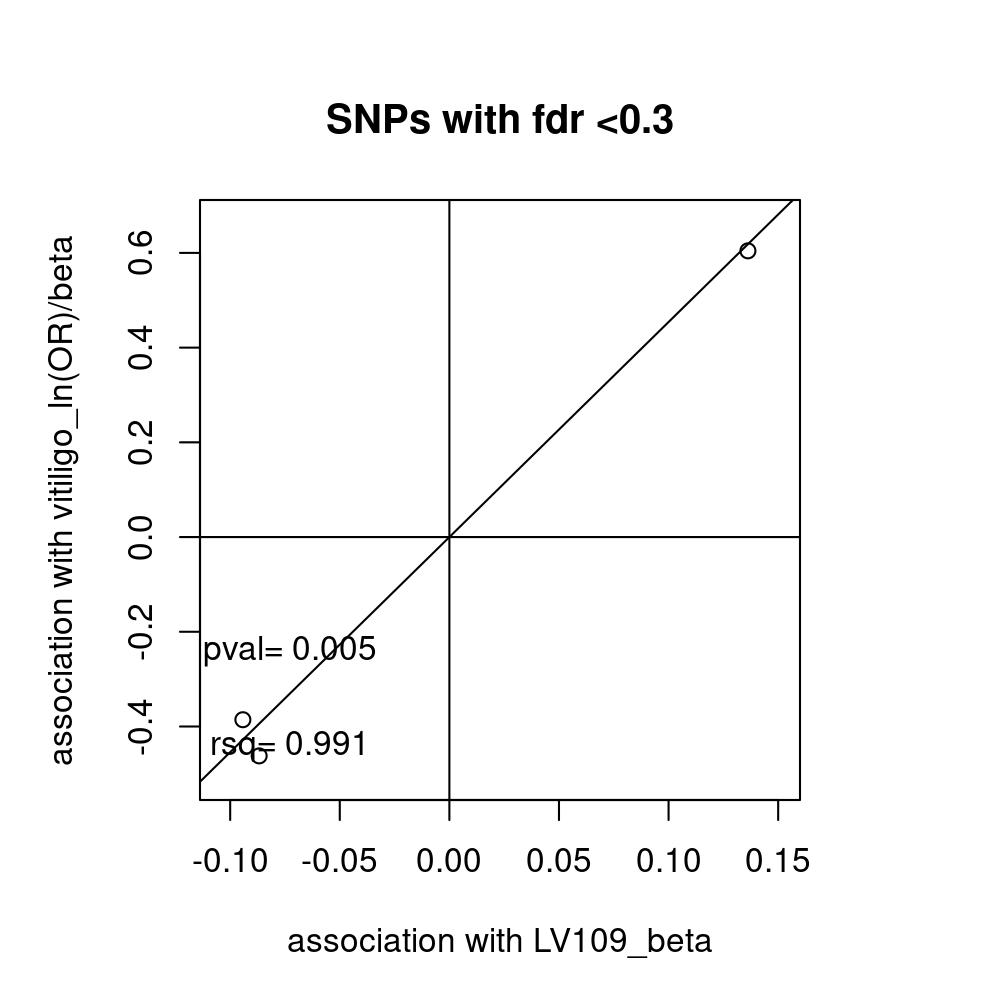 SNPs with fdr <0.3
association with vitiligo_ln(OR)/beta
0.6
0.4
0.2
0.0
-0.2
-0.4
pval= 0.005
rsq= 0.991
-0.10 -0.05 0.00 0.05 0.10 0.15
association with LV109_beta